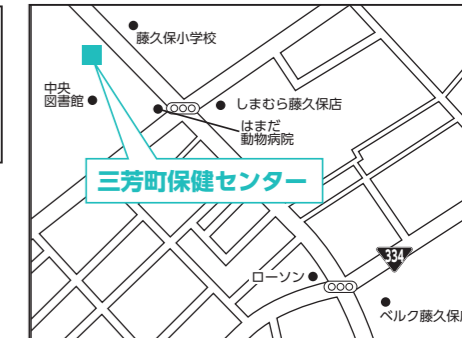 藤久保小学校
中央
図書館
しまむら藤久保店
はまだ
動物病院
三芳町保健センター
334
ローソン
ベルク藤久保店